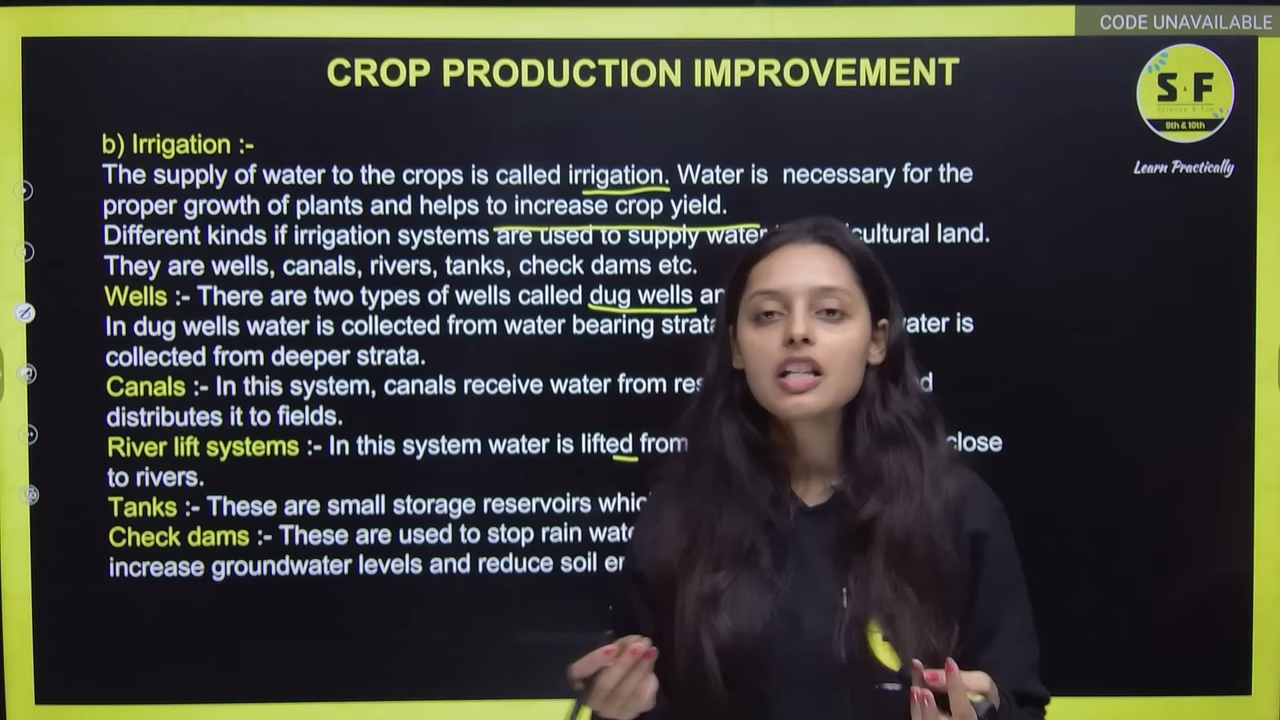 CODE UNAVAILABLE
CROP PRODUCTION IMPROVEMENT
S&F
Science & Fun
9th & 10th
Learn Practically
b) Irrigation :-
The supply of water to the crops is called irrigation. Water is necessary for the
proper growth of plants and helps to increase crop yield.
Different kinds if irrigation systems are used to supply water cultural land.
They are wells, canals, rivers, tanks, check dams etc.
Wells :- There are two types of wells called dug wells
In dug wells water is collected from water bearing strata water is
collected from deeper strata.
Canals :- In this system, canals receive water from
distributes it to fields.
River lift systems :- In this system water is lifted from close
to rivers.
Tanks :- These are small storage reservoirs
Check dams :- These are used to stop rain
increase groundwater levels and reduce soil